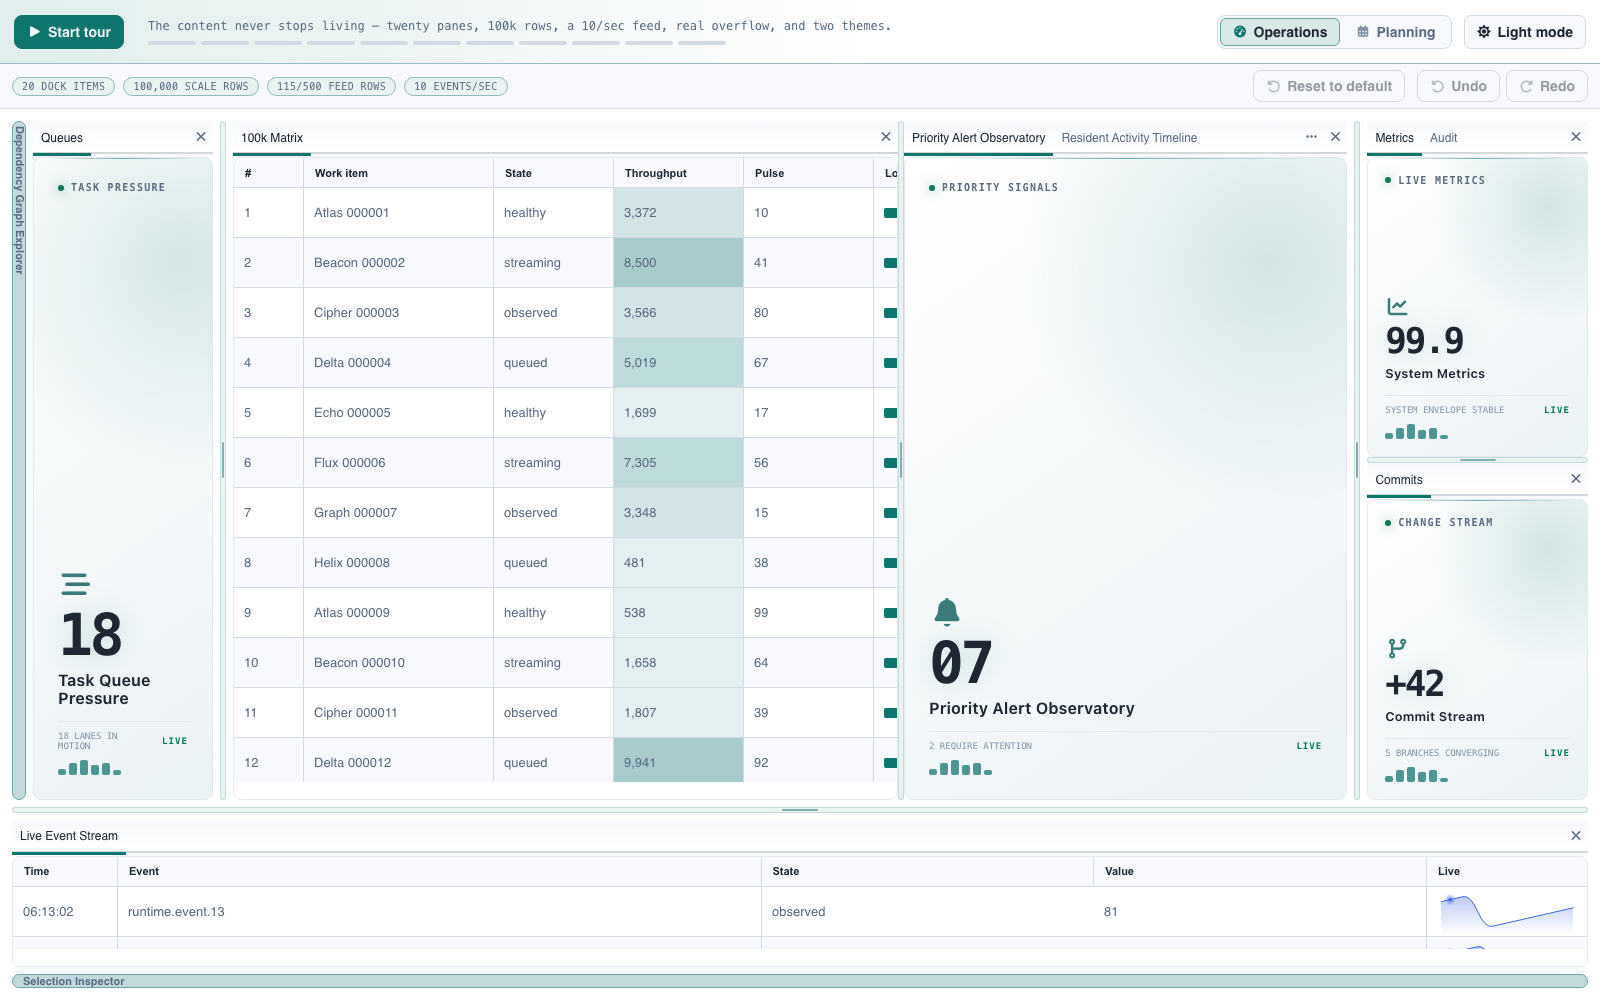 Start tour
The content never stops living — twenty panes, 100k rows, a 10/sec feed, real overflow, and two themes.
Operations
Planning
Light mode
20 DOCK ITEMS
100,000 SCALE ROWS
115/500 FEED ROWS
10 EVENTS/SEC
Reset to default
Undo
Redo
Dependency Graph Explorer
Queues
TASK PRESSURE
18
Task Queue
Pressure
18 LANES IN
MOTION
LIVE
100k Matrix
# Work item State Throughput Pulse Lo
1 Atlas 000001 healthy 3,372 10
2 Beacon 000002 streaming 8,500 41
3 Cipher 000003 observed 3,566 80
4 Delta 000004 queued 5,019 67
5 Echo 000005 healthy 1,699 17
6 Flux 000006 streaming 7,305 56
7 Graph 000007 observed 3,348 15
8 Helix 000008 queued 481 38
9 Atlas 000009 healthy 538 99
10 Beacon 000010 streaming 1,658 64
11 Cipher 000011 observed 1,807 39
12 Delta 000012 queued 9,941 92
Priority Alert Observatory
Resident Activity Timeline
PRIORITY SIGNALS
07
Priority Alert Observatory
2 REQUIRE ATTENTION
LIVE
Metrics
Audit
LIVE METRICS
99.9
System Metrics
SYSTEM ENVELOPE STABLE
LIVE
Commits
CHANGE STREAM
+42
Commit Stream
5 BRANCHES CONVERGING
LIVE
Live Event Stream
Time Event State Value Live
06:13:02 runtime.event.13 observed 81
Selection Inspector